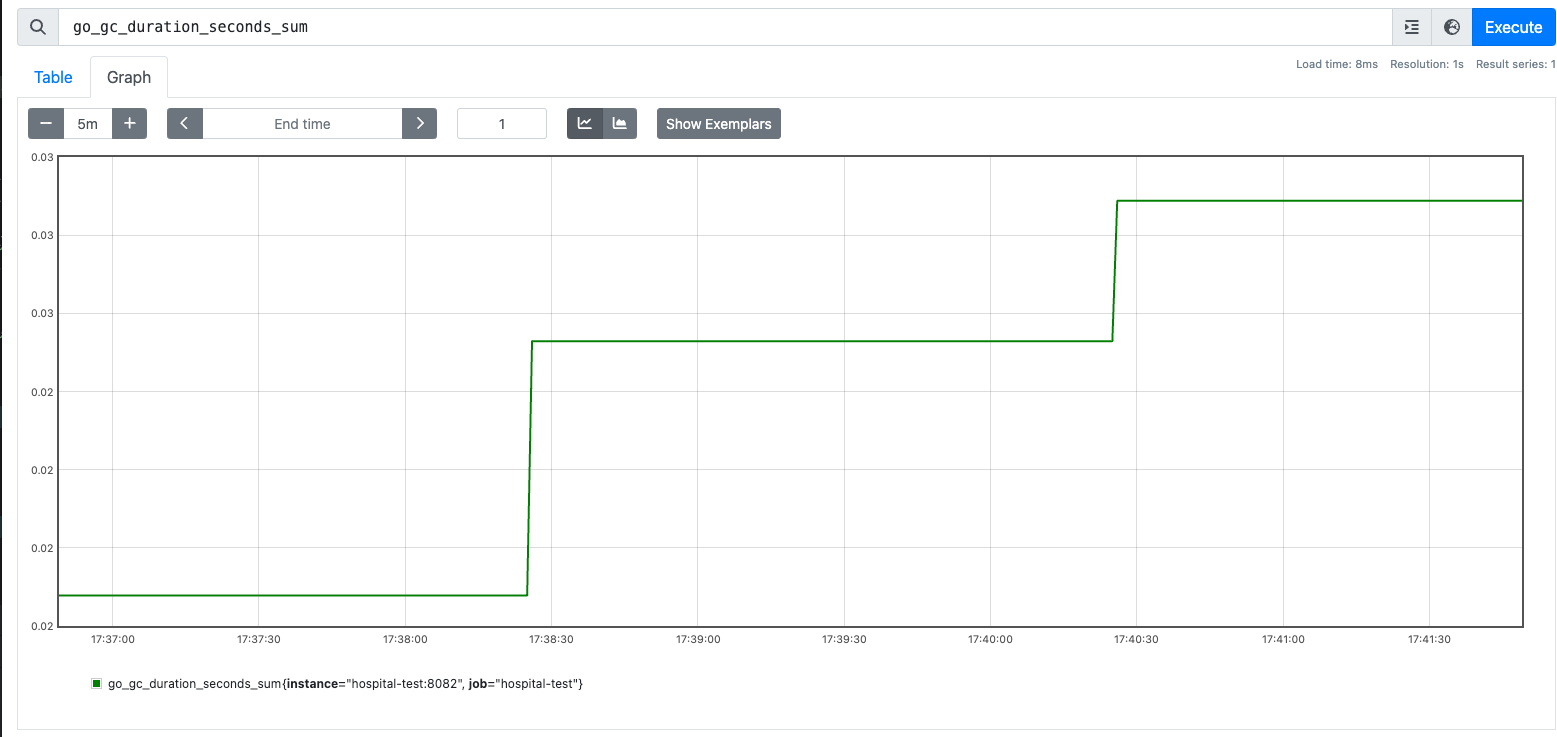 go_gc_duration_seconds_sum
Execute
Load time: 8ms Resolution: 1s Result series: 1
Table Graph
5m End time 1 Show Exemplars
0.03
0.03
0.03
0.02
0.02
0.02
0.02
17:37:00 17:37:30 17:38:00 17:38:30 17:39:00 17:39:30 17:40:00 17:40:30 17:41:00 17:41:30
go_gc_duration_seconds_sum{instance="hospital-test:8082", job="hospital-test"}